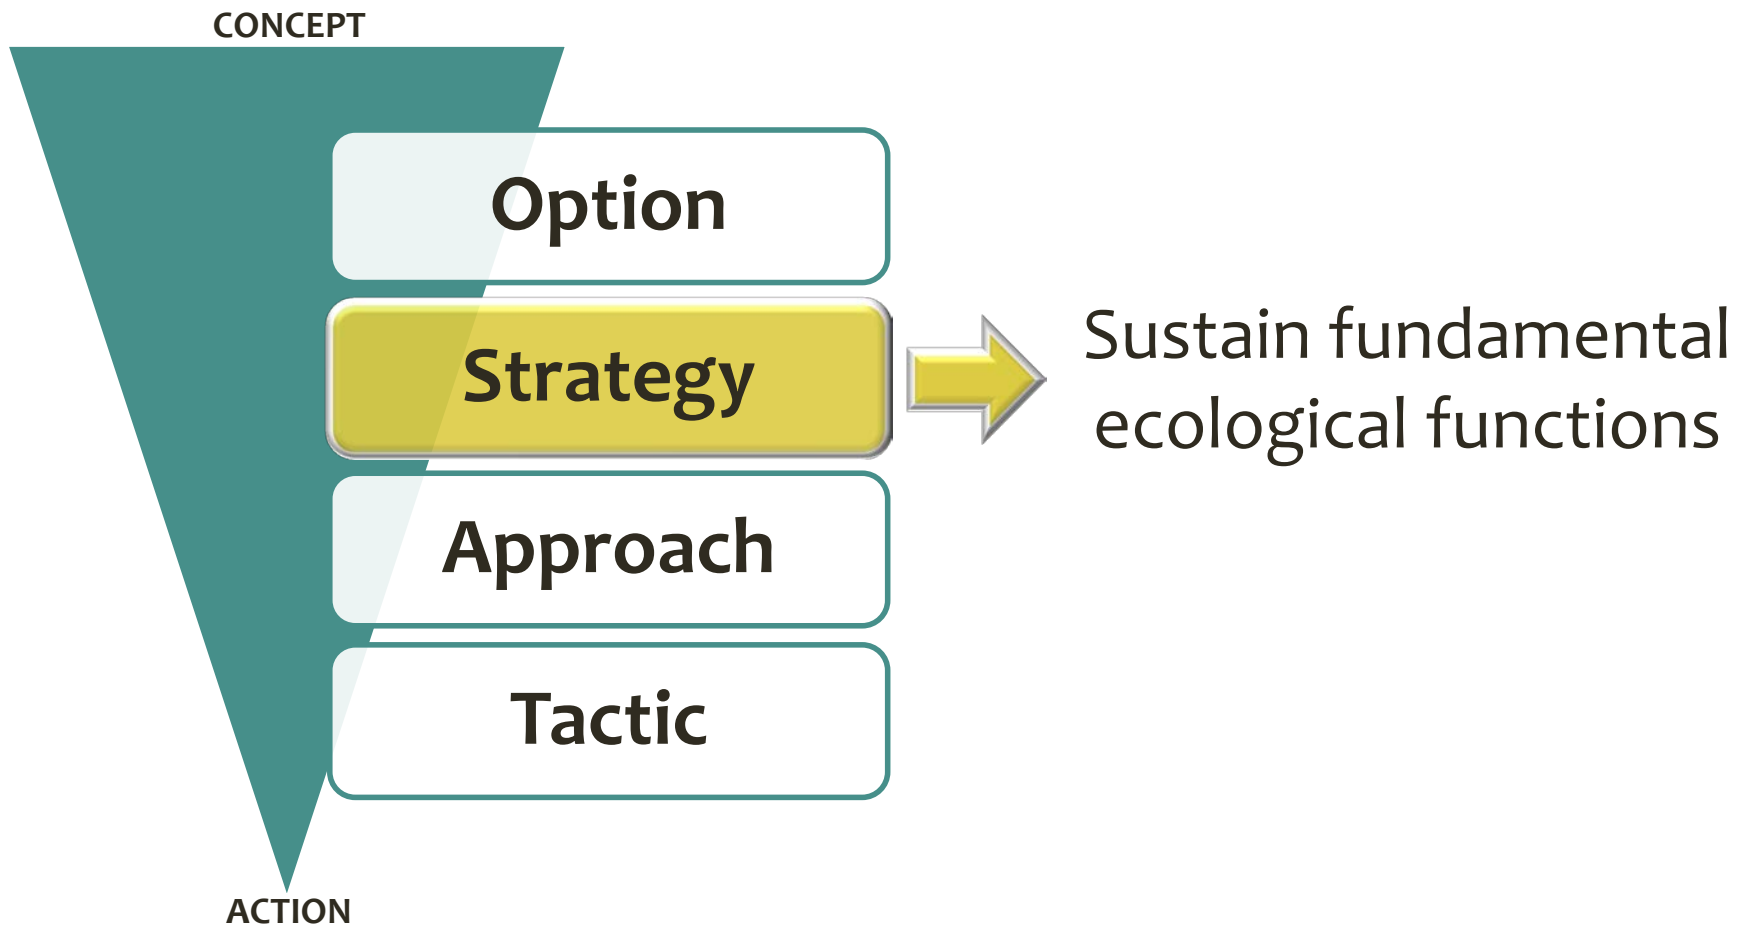 CONCEPT
Option
Strategy
Sustain fundamental
ecological functions
Approach
Tactic
ACTION